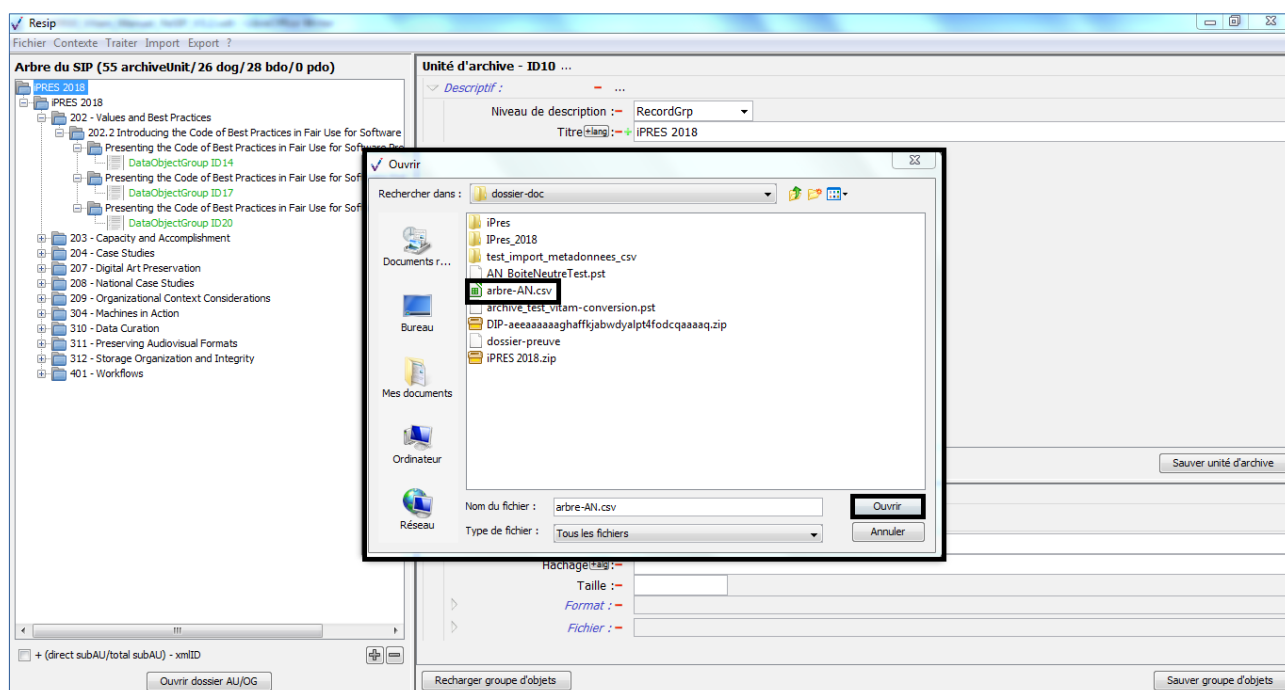 Resip
Fichier Contexte Traiter Import Export ?
Arbre du SIP (55 archiveUnit/26 dog/28 bdo/0 pdo)
iPRES 2018
iPRES 2018
202 - Values and Best Practices
202.2 Introducing the Code of Best Practices in Fair Use for Software
Presenting the Code of Best Practices in Fair Use for Software Pre
DataObjectGroup ID14
Presenting the Code of Best Practices in Fair Use for Sof
DataObjectGroup ID17
Presenting the Code of Best Practices in Fair Use for Sof
DataObjectGroup ID20
203 - Capacity and Accomplishment
204 - Case Studies
207 - Digital Art Preservation
208 - National Case Studies
209 - Organizational Context Considerations
304 - Machines in Action
310 - Data Curation
311 - Preserving Audiovisual Formats
312 - Storage Organization and Integrity
401 - Workflows
+ (direct subAU/total subAU) - xmlID
Ouvrir dossier AU/OG
Unité d'archive - ID10 ...
Descriptif : − ...
Niveau de description :− RecordGrp
Titre +lang :−+ iPRES 2018
Ouvrir
Rechercher dans : dossier-doc
Documents r...
Bureau
Mes documents
Ordinateur
Réseau
iPres
IPres_2018
test_import_metadonnees_csv
AN_BoiteNeutreTest.pst
arbre-AN.csv
archive_test_vitam-conversion.pst
DIP-aeeaaaaaaghaffkjabwdyalpt4fodcqaaaaq.zip
dossier-preuve
iPRES 2018.zip
Nom du fichier : arbre-AN.csv
Ouvrir
Type de fichier : Tous les fichiers
Annuler
Sauver unité d'archive
Hachage +alg :−
Taille :−
Format : −
Fichier : −
Recharger groupe d'objets
Sauver groupe d'objets